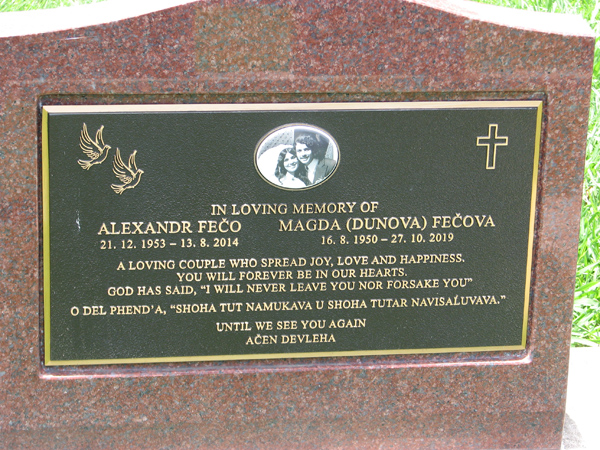 IN LOVING MEMORY OF
ALEXANDR FEČO MAGDA (DUNOVA) FEČOVA
21. 12. 1953 – 13. 8. 2014 16. 8. 1950 – 27. 10. 2019
A LOVING COUPLE WHO SPREAD JOY, LOVE AND HAPPINESS.
YOU WILL FOREVER BE IN OUR HEARTS.
GOD HAS SAID, “I WILL NEVER LEAVE YOU NOR FORSAKE YOU”
O DEL PHEND'A, “SHOHA TUT NAMUKAVA U SHOHA TUTAR NAVISAĹUVAVA.”
UNTIL WE SEE YOU AGAIN
AČEN DEVLEHA